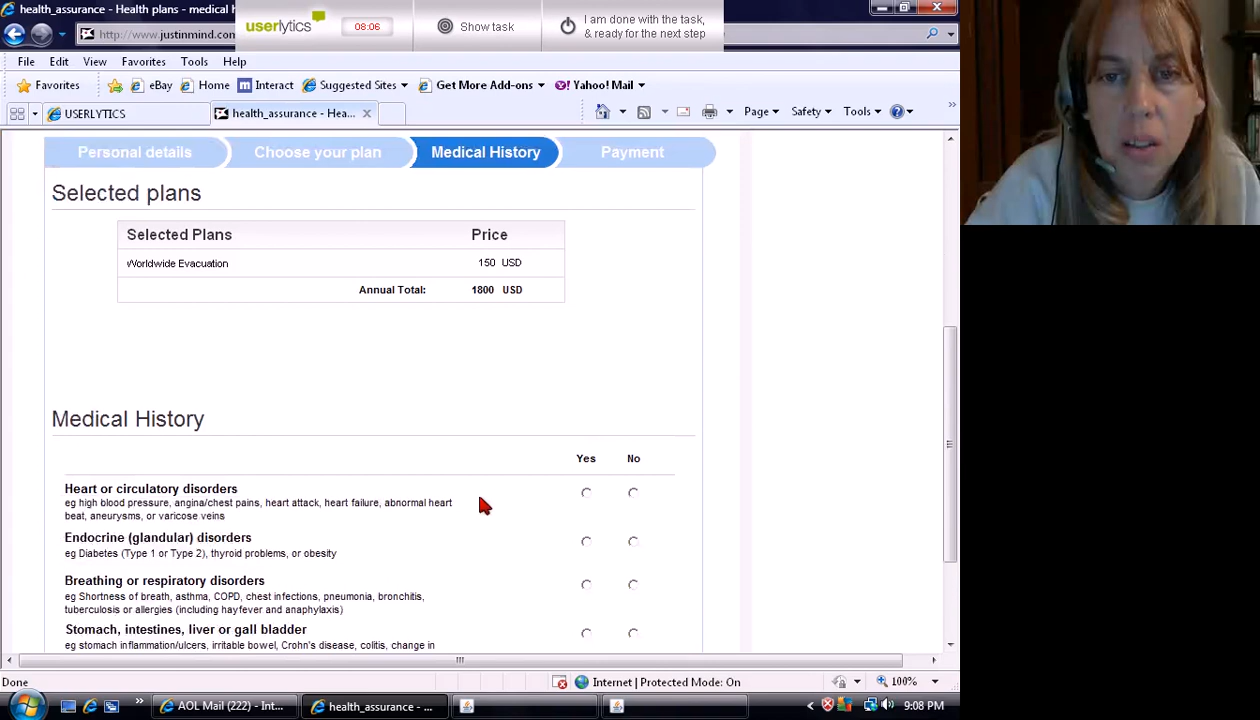 health_assurance - Health plans - medical h
userlytics
08:06
Show task
I am done with the task,
& ready for the next step
http://www.justinmind.com
File Edit View Favorites Tools Help
Favorites eBay Home Interact Suggested Sites Get More Add-ons Yahoo! Mail
USERLYTICS health_assurance - Hea... Page Safety Tools
Personal details Choose your plan Medical History Payment
Selected plans
Selected Plans Price
Worldwide Evacuation 150 USD
Annual Total: 1800 USD
Medical History
Yes No
Heart or circulatory disorders
eg high blood pressure, angina/chest pains, heart attack, heart failure, abnormal heart
beat, aneurysms, or varicose veins
Endocrine (glandular) disorders
eg Diabetes (Type 1 or Type 2), thyroid problems, or obesity
Breathing or respiratory disorders
eg Shortness of breath, asthma, COPD, chest infections, pneumonia, bronchitis,
tuberculosis or allergies (including hayfever and anaphylaxis)
Stomach, intestines, liver or gall bladder
eg stomach inflammation/ulcers, irritable bowel, Crohn's disease, colitis, change in
Done Internet | Protected Mode: On 100%
AOL Mail (222) - Int... health_assurance - ... 9:08 PM